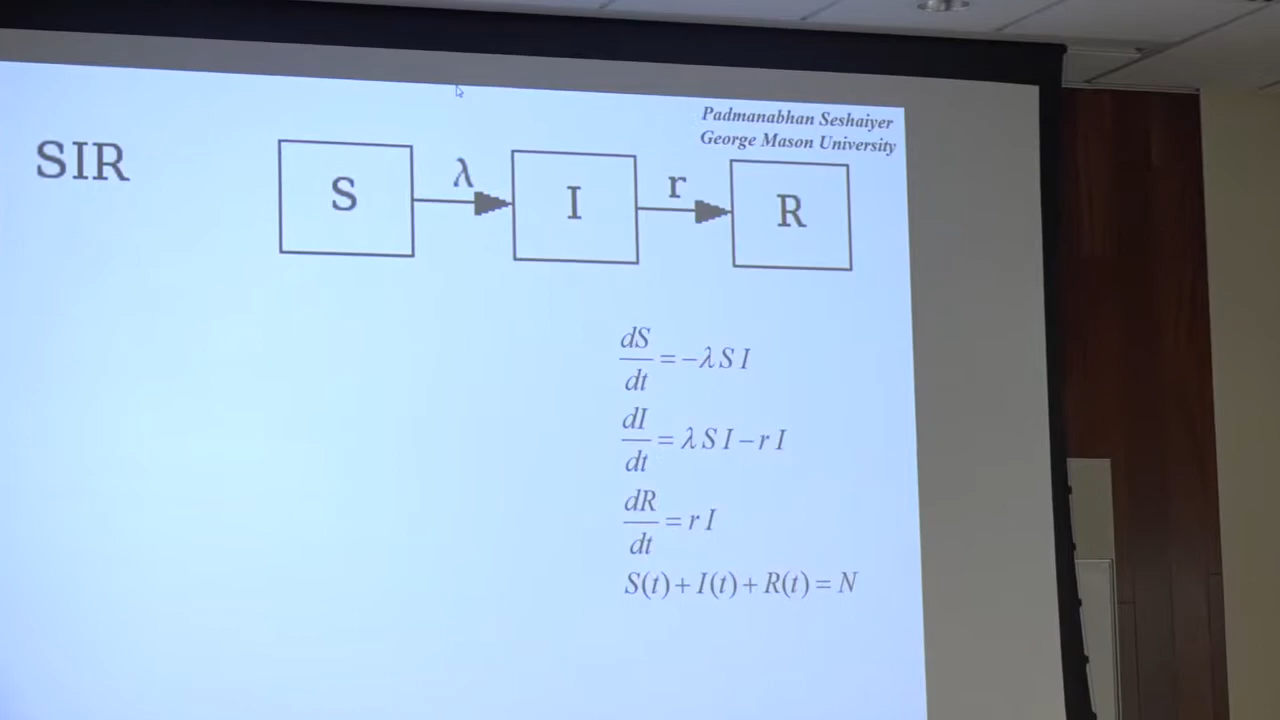 Padmanabhan Seshaiyer
George Mason University
SIR
S λ I r R
dS/dt = −λ S I
dI/dt = λ S I − r I
dR/dt = r I
S(t) + I(t) + R(t) = N